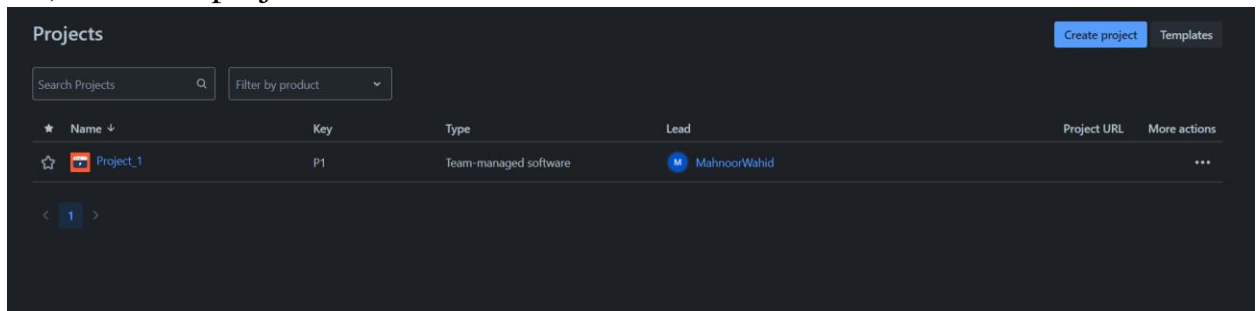 Projects
Create project Templates
Search Projects Filter by product
Name Key Type Lead Project URL More actions
Project_1 P1 Team-managed software M MahnoorWahid
1